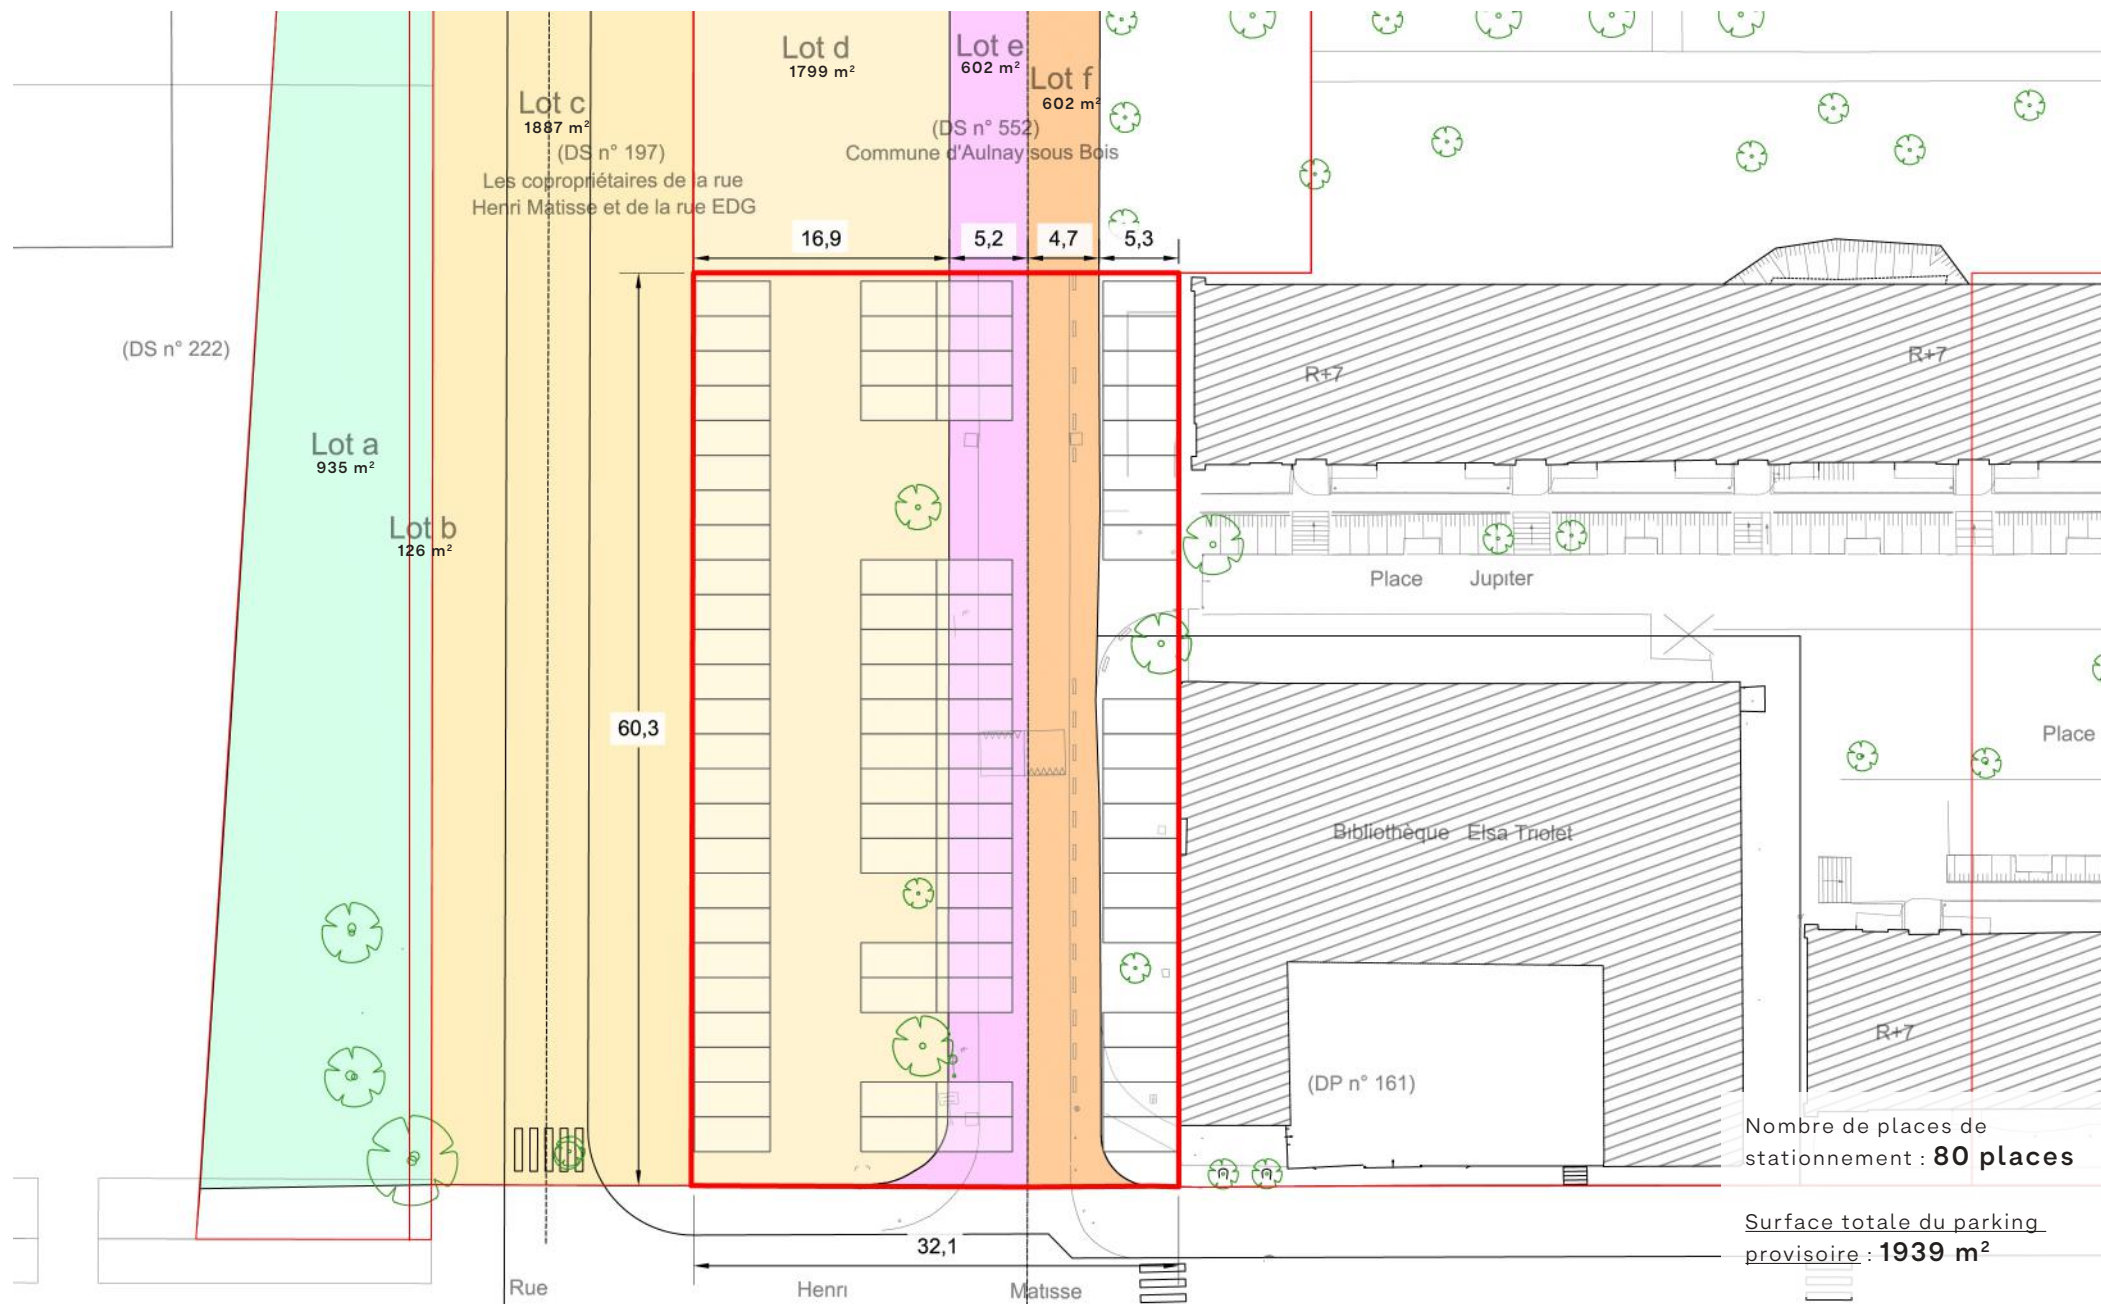 Lot d
1799 m²
Lot e
602 m²
Lot f
602 m²
Lot c
1887 m²
(DS n° 197)
Les copropriétaires de la rue
Henri Matisse et de la rue EDG
(DS n° 552)
Commune d'Aulnay sous Bois
16,9
5,2
4,7
5,3
(DS n° 222)
R+7
R+7
Lot a
935 m²
Lot b
126 m²
Place Jupiter
60,3
Place
Bibliothèque Elsa Triolet
R+7
(DP n° 161)
Nombre de places de
stationnement : 80 places
Surface totale du parking
provisoire : 1939 m²
32,1
Rue Henri Matisse